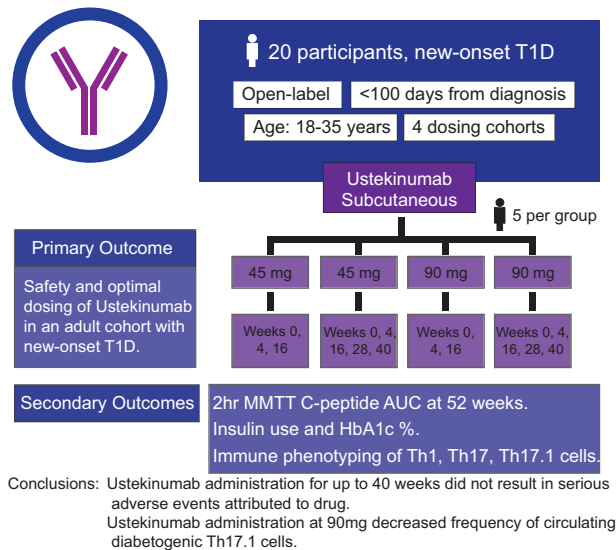 20 participants, new-onset T1D
Open-label
<100 days from diagnosis
Age: 18-35 years
4 dosing cohorts
Ustekinumab
Subcutaneous
5 per group
45 mg
45 mg
90 mg
90 mg
Weeks 0,
4, 16
Weeks 0, 4,
16, 28, 40
Weeks 0,
4, 16
Weeks 0, 4,
16, 28, 40
Primary Outcome
Safety and optimal
dosing of Ustekinumab
in an adult cohort with
new-onset T1D.
Secondary Outcomes
2hr MMTT C-peptide AUC at 52 weeks.
Insulin use and HbA1c %.
Immune phenotyping of Th1, Th17, Th17.1 cells.
Conclusions: Ustekinumab administration for up to 40 weeks did not result in serious
adverse events attributed to drug.
Ustekinumab administration at 90mg decreased frequency of circulating
diabetogenic Th17.1 cells.